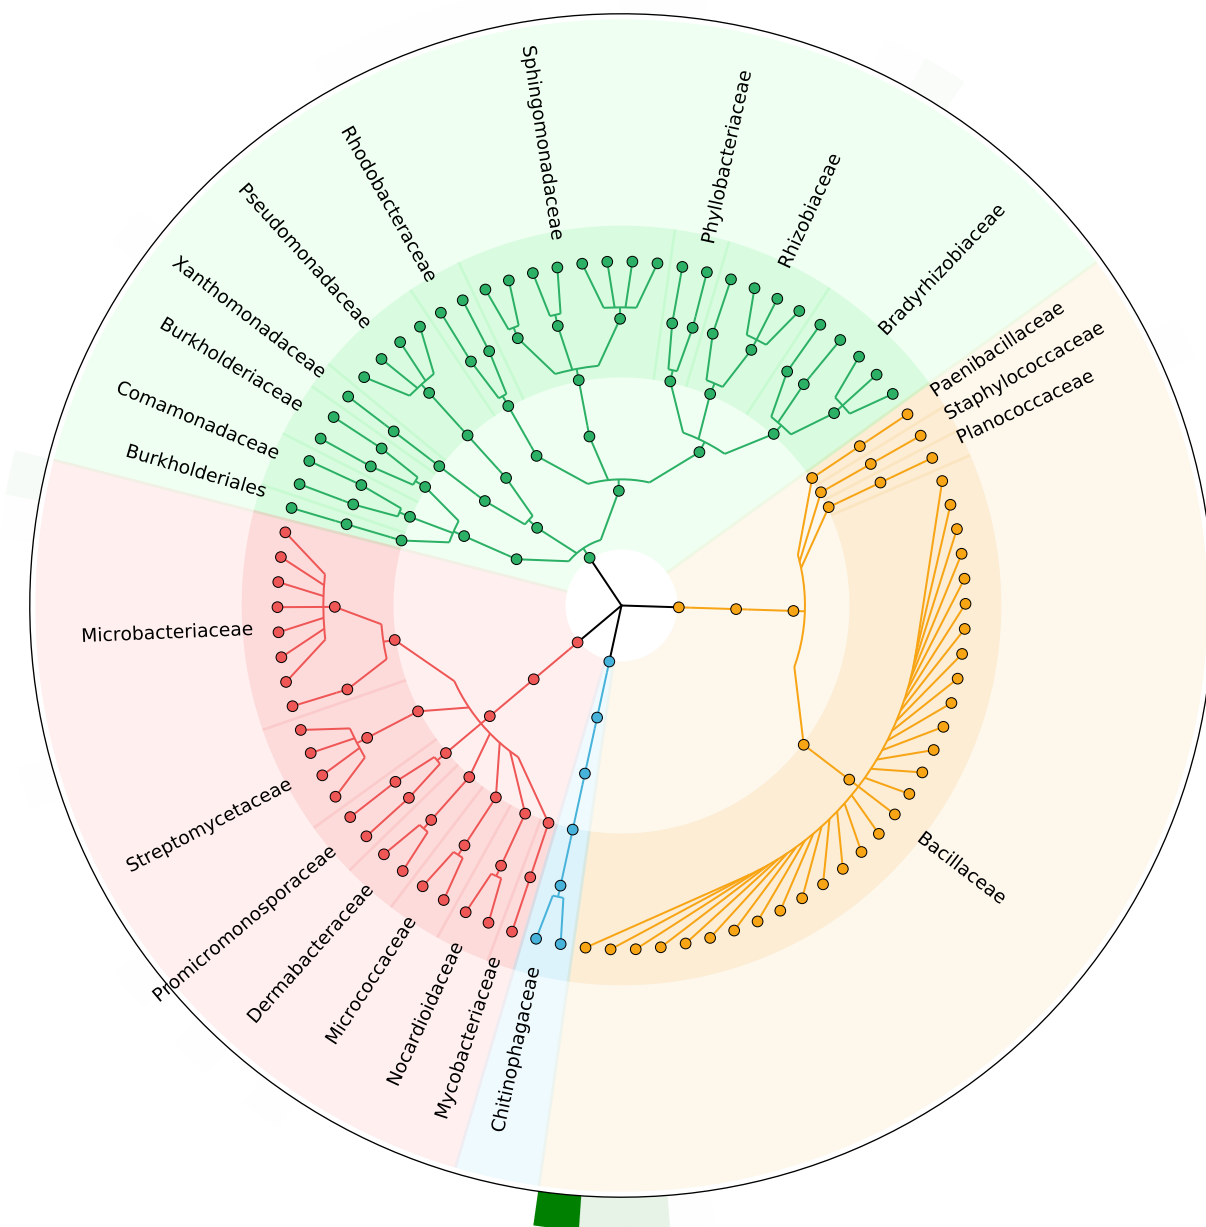 Sphingomonadaceae
Phyllobacteriaceae
Rhodobacteraceae
Rhizobiaceae
Pseudomonadaceae
Bradyrhizobiaceae
Xanthomonadaceae
Paenibacillaceae
Burkholderiaceae
Staphylococcaceae
Planococcaceae
Comamonadaceae
Burkholderiales
Microbacteriaceae
Streptomycetaceae
Bacillaceae
Promicromonosporaceae
Dermabacteraceae
Micrococcaceae
Nocardioidaceae
Mycobacteriaceae
Chitinophagaceae